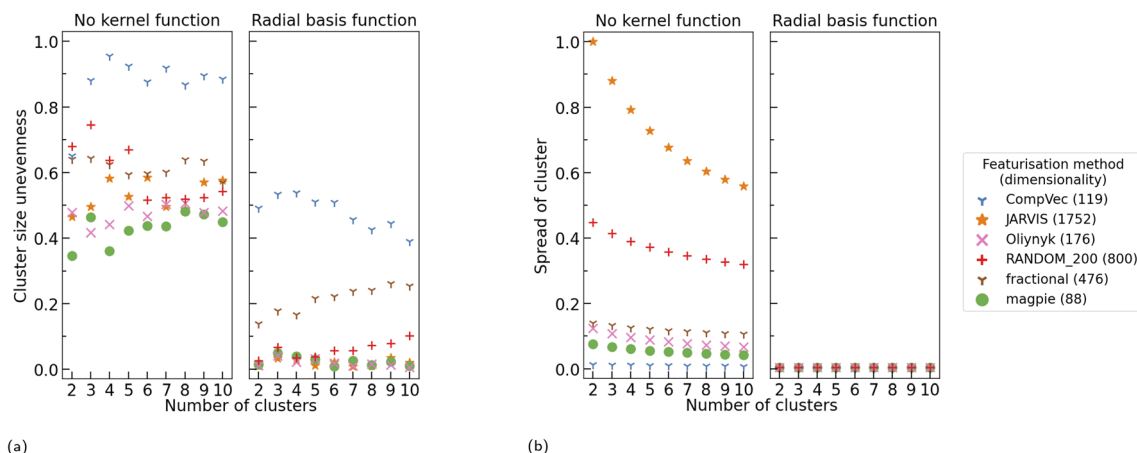 No kernel function
Radial basis function
Cluster size unevenness
1.0
0.8
0.6
0.4
0.2
0.0
2 3 4 5 6 7 8 9 10
2 3 4 5 6 7 8 9 10
Number of clusters
(a)
No kernel function
Radial basis function
Spread of cluster
1.0
0.8
0.6
0.4
0.2
0.0
2 3 4 5 6 7 8 9 10
2 3 4 5 6 7 8 9 10
Number of clusters
(b)
Featurisation method
(dimensionality)
CompVec (119)
JARVIS (1752)
Oliynyk (176)
RANDOM_200 (800)
fractional (476)
magpie (88)